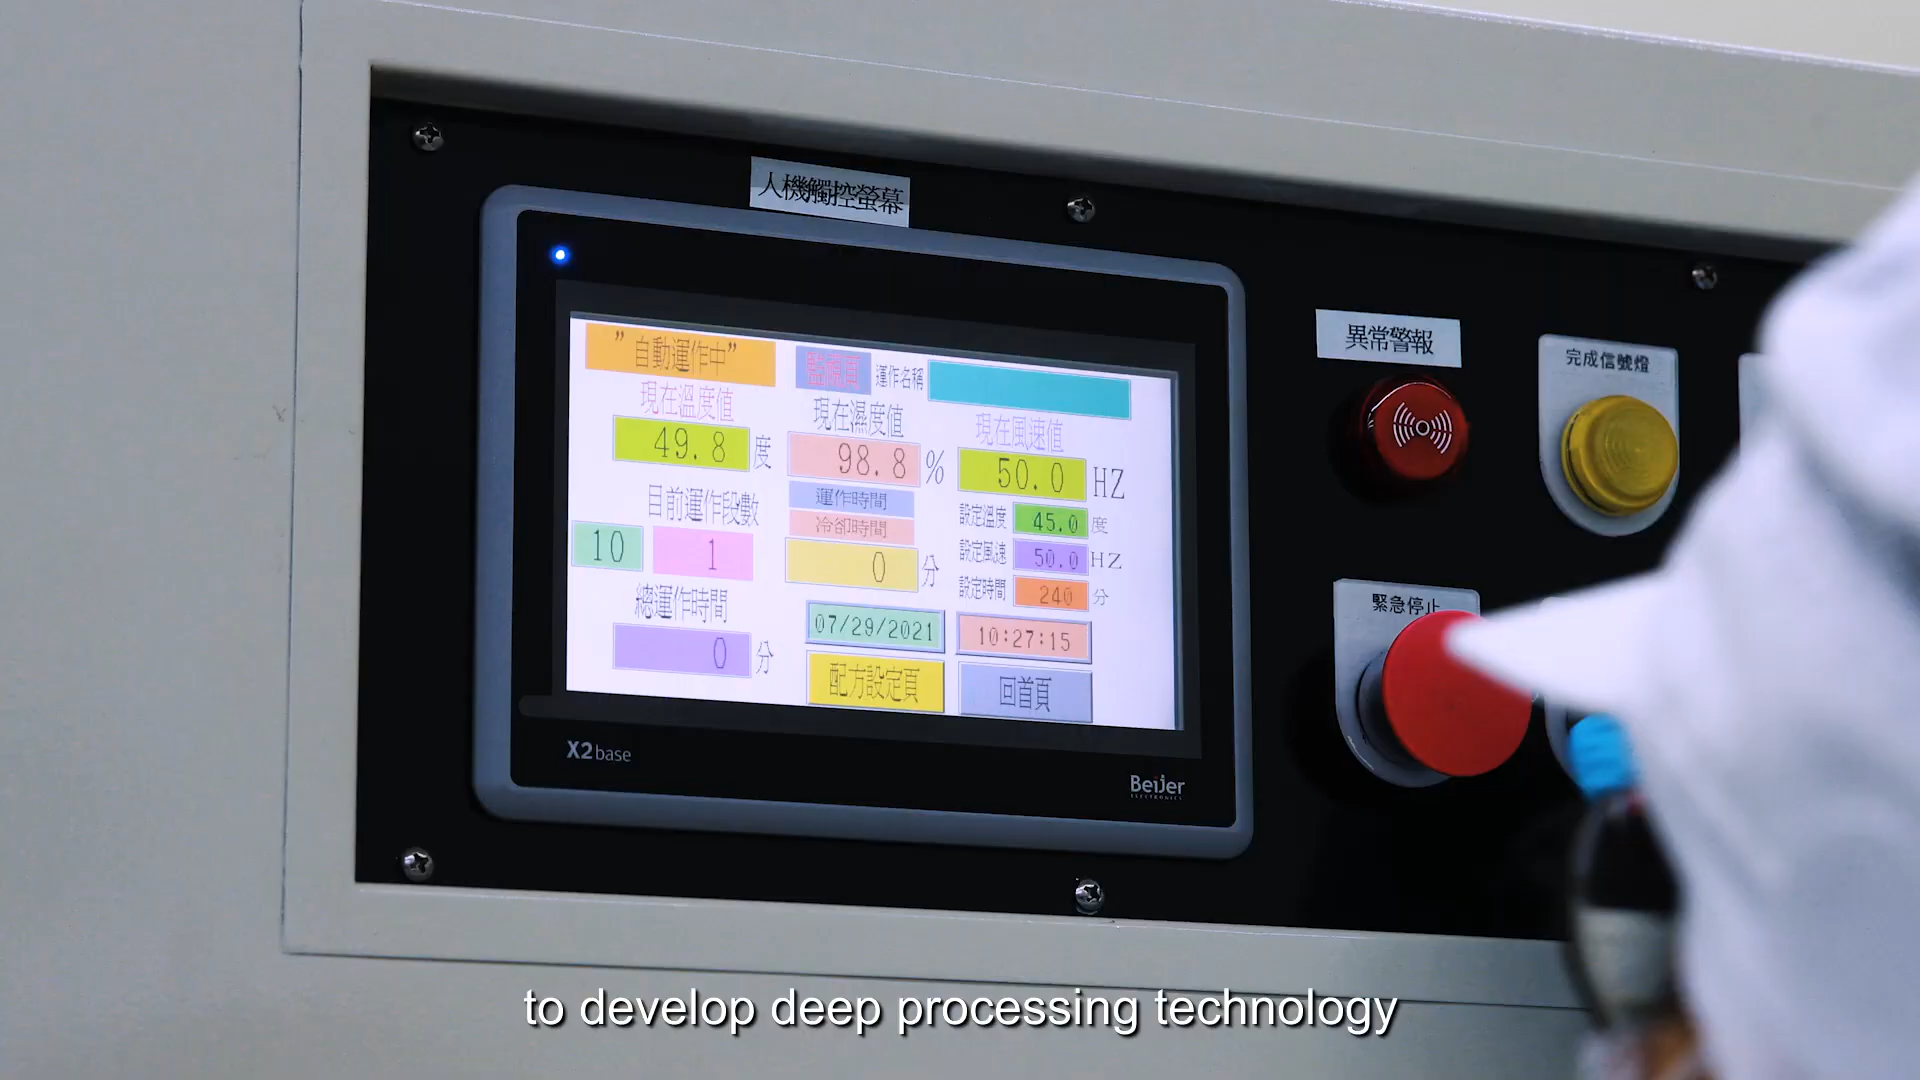 人機觸控螢幕
"自動運作中"
監視頁
運作名稱
現在溫度值
49.8 度
現在濕度值
98.8 %
現在風速值
50.0 HZ
目前運作段數
10 1
運作時間
冷卻時間
0 分
設定溫度 45.0 度
設定風速 50.0 HZ
設定時間 240 分
總運作時間
0 分
07/29/2021
10:27:15
配方設定頁
回首頁
X2 base
Beijer
ELECTRONICS
異常警報
完成信號燈
緊急停止
to develop deep processing technology